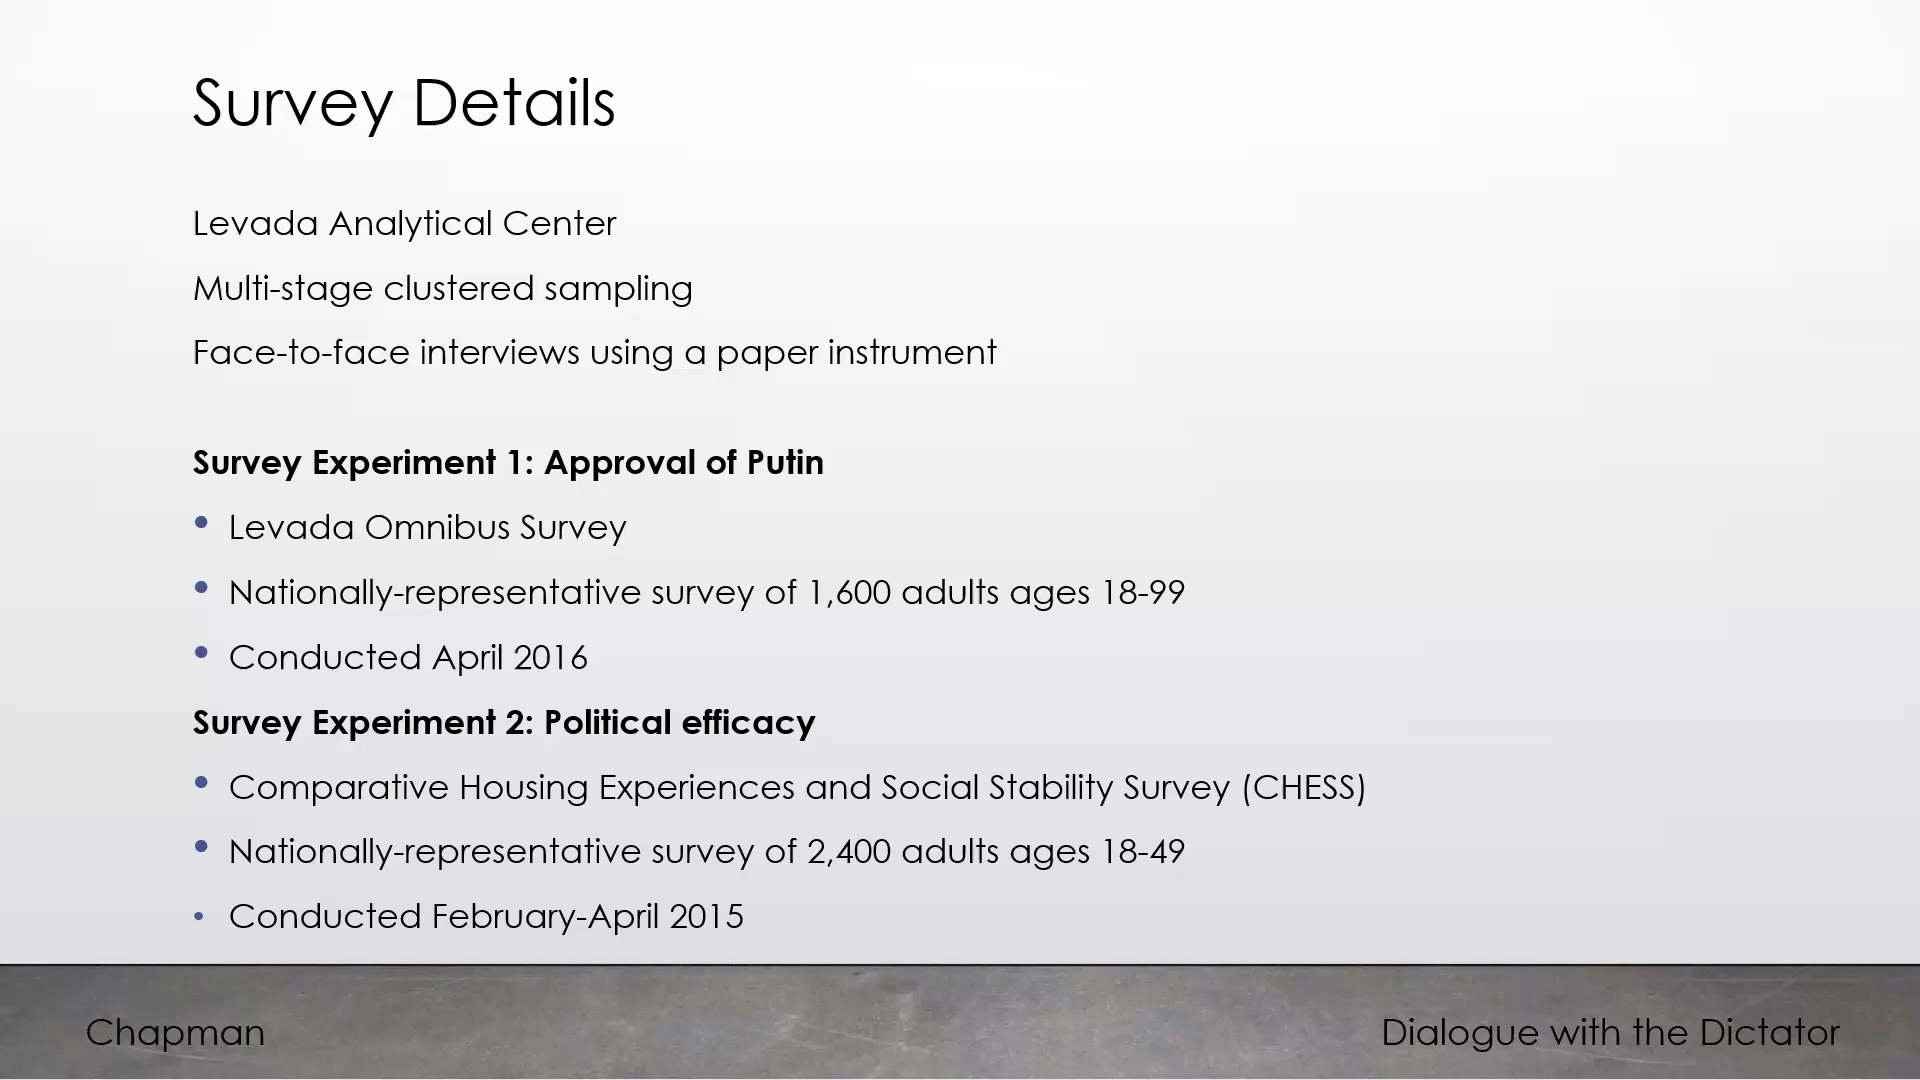 Survey Details
Levada Analytical Center
Multi-stage clustered sampling
Face-to-face interviews using a paper instrument
Survey Experiment 1: Approval of Putin
• Levada Omnibus Survey
• Nationally-representative survey of 1,600 adults ages 18-99
• Conducted April 2016
Survey Experiment 2: Political efficacy
• Comparative Housing Experiences and Social Stability Survey (CHESS)
• Nationally-representative survey of 2,400 adults ages 18-49
• Conducted February-April 2015
Chapman
Dialogue with the Dictator